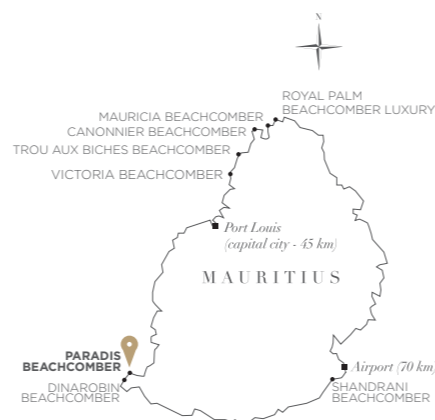 N
ROYAL PALM
BEACHCOMBER LUXURY
MAURICIA BEACHCOMBER
CANONNIER BEACHCOMBER
TROU AUX BICHES BEACHCOMBER
VICTORIA BEACHCOMBER
Port Louis
(capital city - 45 km)
MAURITIUS
PARADIS
BEACHCOMBER
DINAROBIN
BEACHCOMBER
Airport (70 km
SHANDRANI
BEACHCOMBER